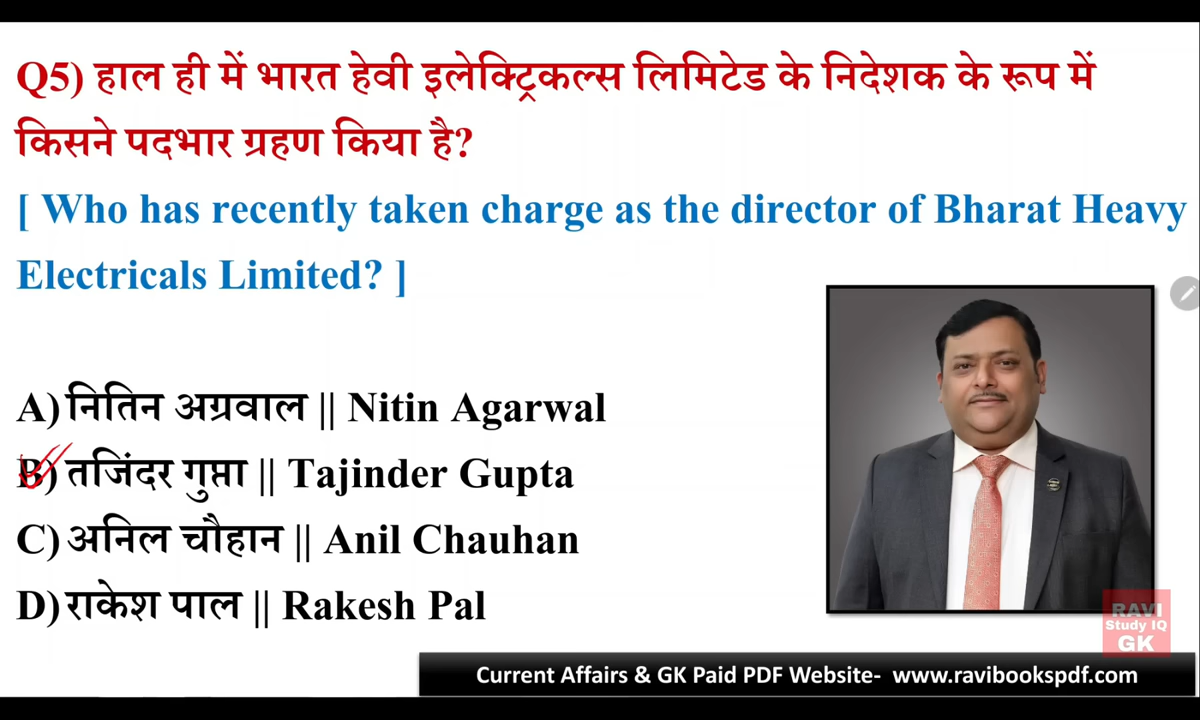 Q5) हाल ही में भारत हेवी इलेक्ट्रिकल्स लिमिटेड के निदेशक के रूप में
किसने पदभार ग्रहण किया है?
[ Who has recently taken charge as the director of Bharat Heavy
Electricals Limited? ]
A) नितिन अग्रवाल || Nitin Agarwal
B) तजिंदर गुप्ता || Tajinder Gupta
C) अनिल चौहान || Anil Chauhan
D) राकेश पाल || Rakesh Pal
RAVI
Study IQ
GK
Current Affairs & GK Paid PDF Website- www.ravibookspdf.com